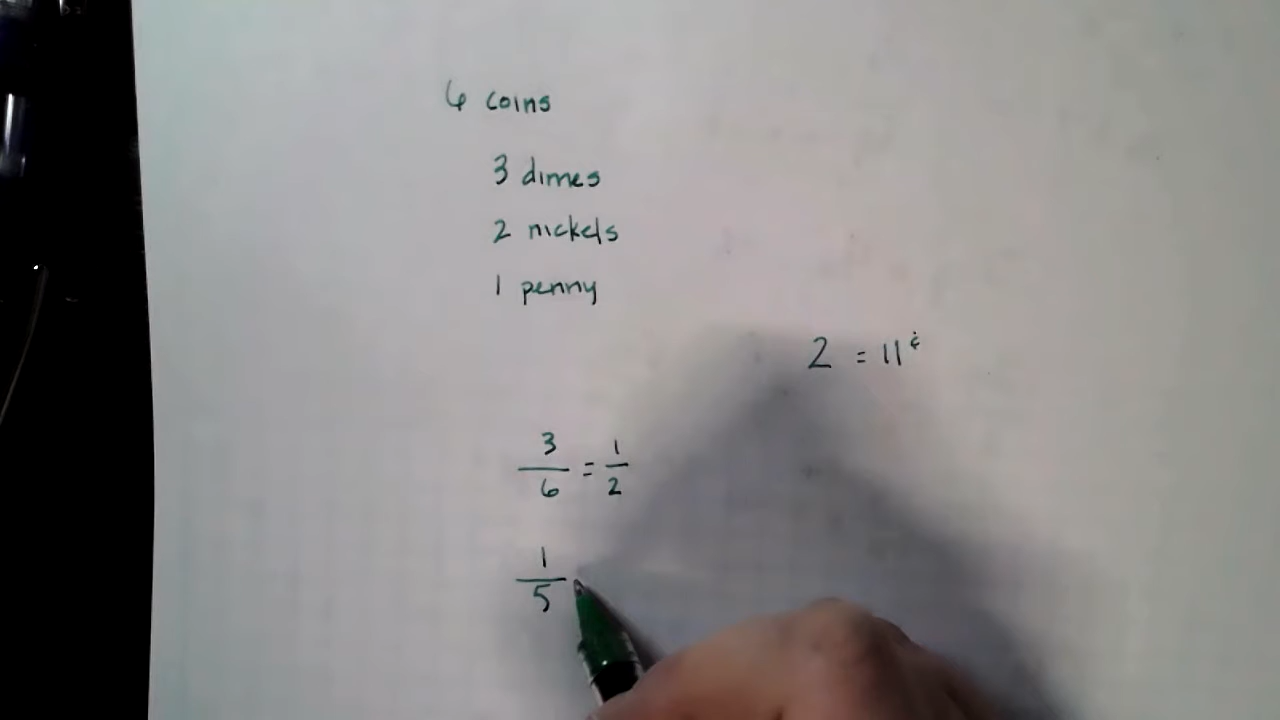 6 coins
3 dimes
2 nickels
1 penny
2 = 11¢
3/6 = 1/2
1/5